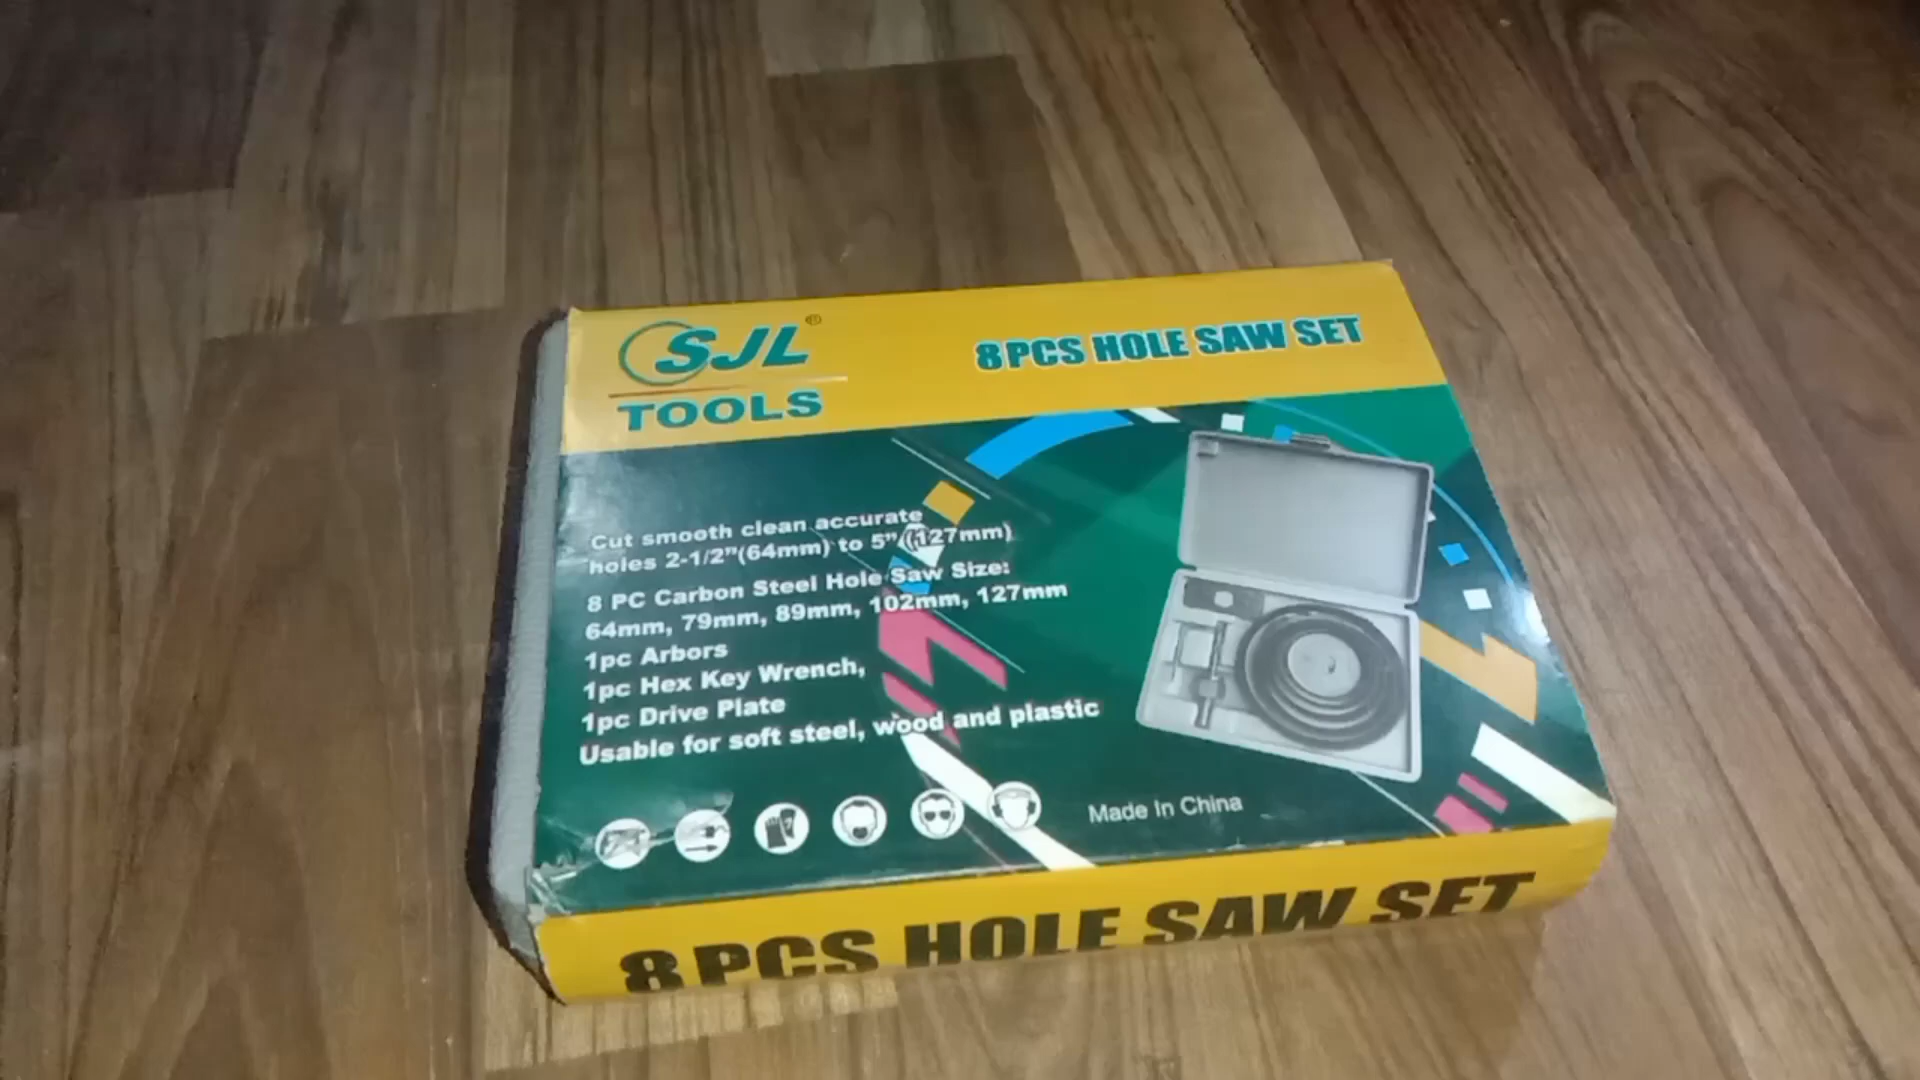 SJL®
TOOLS
8PCS HOLE SAW SET
Cut smooth clean accurate
holes 2-1/2"(64mm) to 5" (127mm)
8 PC Carbon Steel Hole Saw Size:
64mm, 79mm, 89mm, 102mm, 127mm
1pc Arbors
1pc Hex Key Wrench,
1pc Drive Plate
Usable for soft steel, wood and plastic
Made In China
8PCS HOLE SAW SET